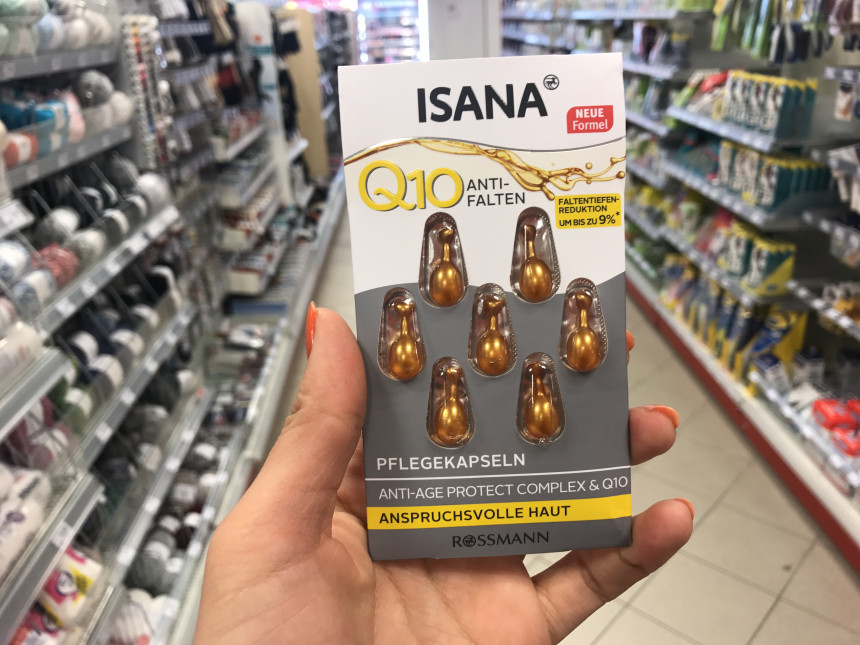 ISANA
NEUE
Formel
Q10 ANTI-
FALTEN
FALTENTIEFEN-
REDUKTION
UM BIS ZU 9%*
PFLEGEKAPSELN
ANTI-AGE PROTECT COMPLEX & Q10
ANSPRUCHSVOLLE HAUT
ROSSMANN